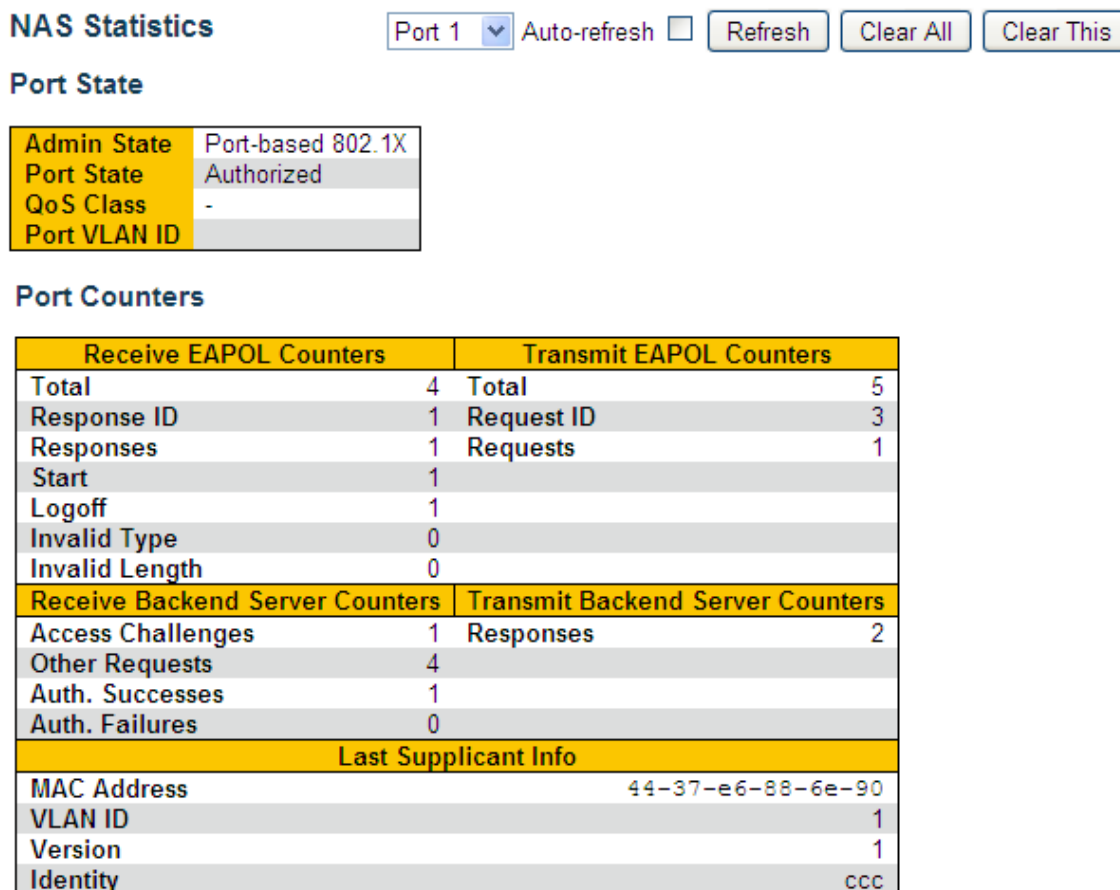 NAS Statistics Port 1 Auto-refresh Refresh Clear All Clear This
Port State
Admin State Port-based 802.1X
Port State Authorized
QoS Class -
Port VLAN ID
Port Counters
Receive EAPOL Counters Transmit EAPOL Counters
Total 4 Total 5
Response ID 1 Request ID 3
Responses 1 Requests 1
Start 1
Logoff 1
Invalid Type 0
Invalid Length 0
Receive Backend Server Counters Transmit Backend Server Counters
Access Challenges 1 Responses 2
Other Requests 4
Auth. Successes 1
Auth. Failures 0
Last Supplicant Info
MAC Address 44-37-e6-88-6e-90
VLAN ID 1
Version 1
Identity ccc